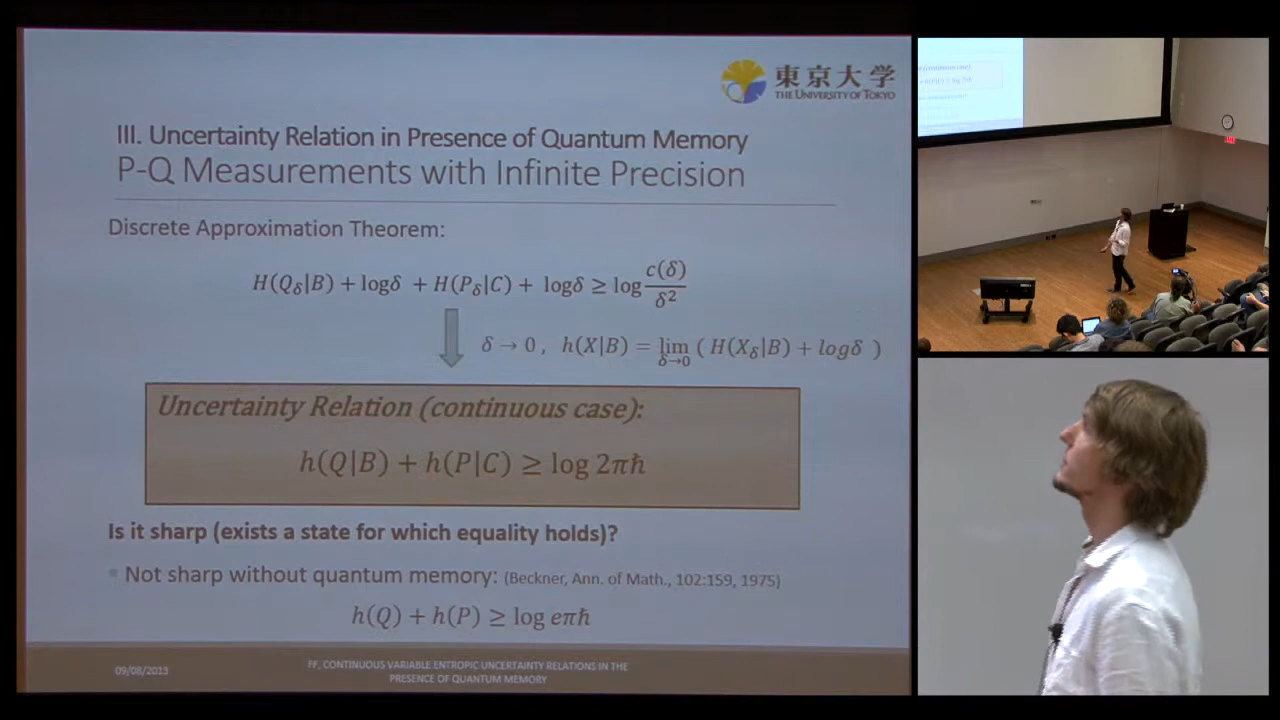 東京大学
THE UNIVERSITY OF TOKYO
III. Uncertainty Relation in Presence of Quantum Memory
P-Q Measurements with Infinite Precision
Discrete Approximation Theorem:
H(Q_δ|B) + logδ + H(P_δ|C) + logδ ≥ log c(δ)/δ²
δ → 0 , h(X|B) = lim_{δ→0} ( H(X_δ|B) + logδ )
Uncertainty Relation (continuous case):
h(Q|B) + h(P|C) ≥ log 2πħ
Is it sharp (exists a state for which equality holds)?
Not sharp without quantum memory: (Beckner, Ann. of Math., 102:159, 1975)
h(Q) + h(P) ≥ log eπħ
09/08/2013
FF, CONTINUOUS VARIABLE ENTROPIC UNCERTAINTY RELATIONS IN THE
PRESENCE OF QUANTUM MEMORY